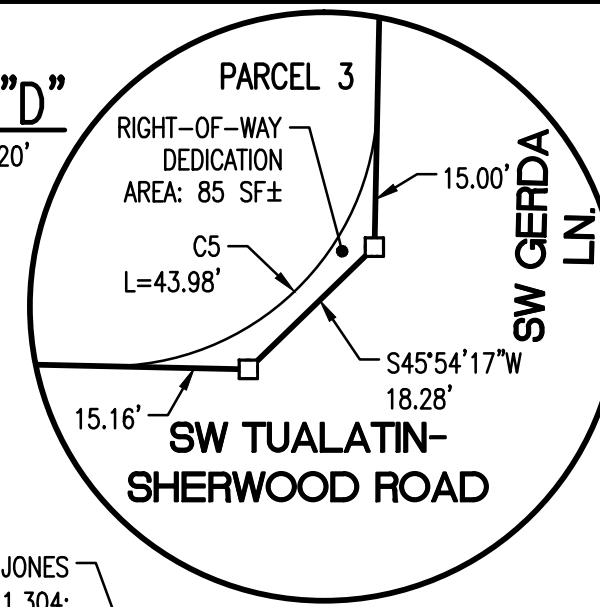 "D"
20'
PARCEL 3
RIGHT-OF-WAY
DEDICATION
AREA: 85 SF±
C5
L=43.98'
15.00'
SW GERDA
LN.
S45°54'17"W
18.28'
15.16'
SW TUALATIN-
SHERWOOD ROAD
JONES
1,304;